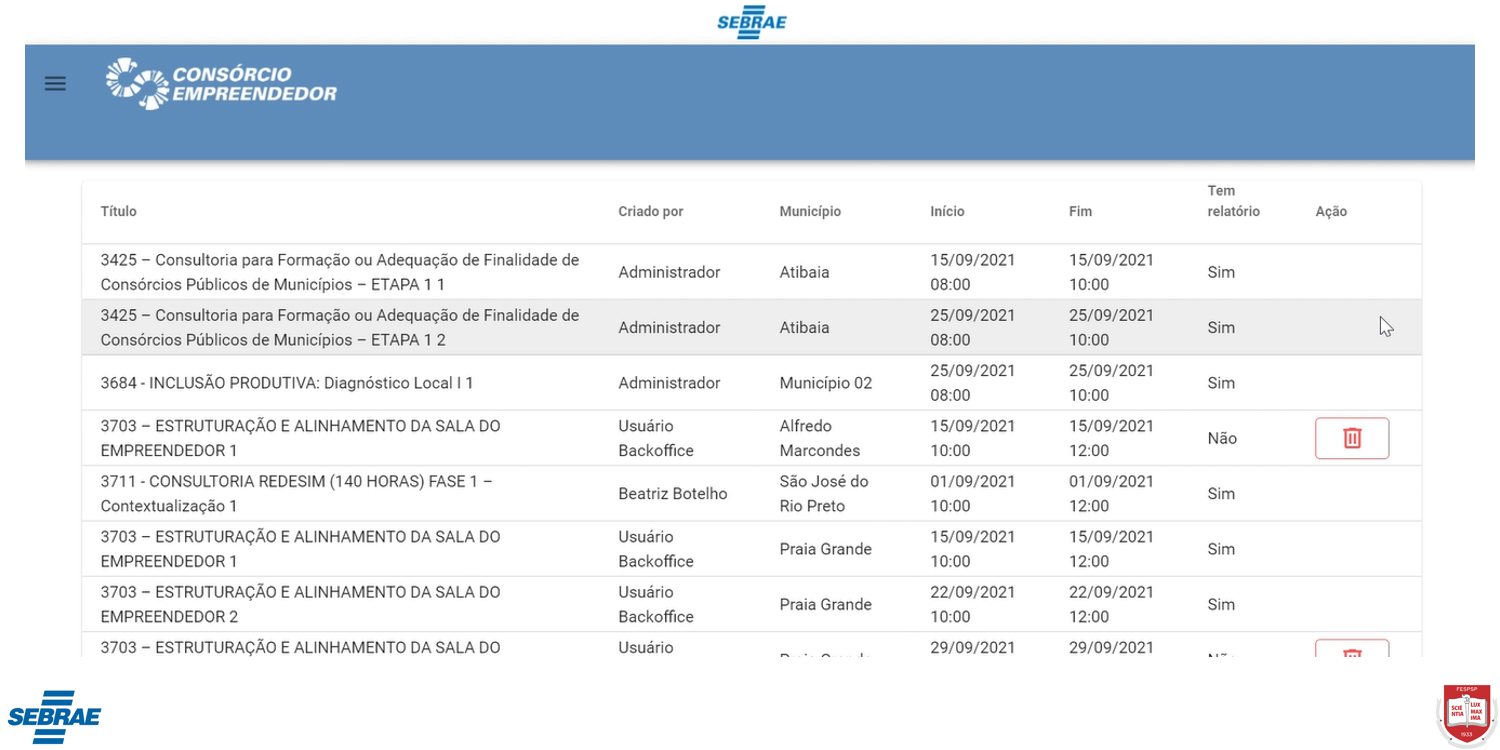 SEBRAE
CONSÓRCIO
EMPREENDEDOR
Título Criado por Município Início Fim Tem relatório Ação
3425 – Consultoria para Formação ou Adequação de Finalidade de
Consórcios Públicos de Municípios – ETAPA 1 1
Administrador
Atibaia
15/09/2021
08:00
15/09/2021
10:00
Sim
3425 – Consultoria para Formação ou Adequação de Finalidade de
Consórcios Públicos de Municípios – ETAPA 1 2
Administrador
Atibaia
25/09/2021
08:00
25/09/2021
10:00
Sim
3684 - INCLUSÃO PRODUTIVA: Diagnóstico Local I 1
Administrador
Município 02
25/09/2021
08:00
25/09/2021
10:00
Sim
3703 – ESTRUTURAÇÃO E ALINHAMENTO DA SALA DO
EMPREENDEDOR 1
Usuário
Backoffice
Alfredo
Marcondes
15/09/2021
10:00
15/09/2021
12:00
Não
3711 - CONSULTORIA REDESIM (140 HORAS) FASE 1 –
Contextualização 1
Beatriz Botelho
São José do
Rio Preto
01/09/2021
10:00
01/09/2021
12:00
Sim
3703 – ESTRUTURAÇÃO E ALINHAMENTO DA SALA DO
EMPREENDEDOR 1
Usuário
Backoffice
Praia Grande
15/09/2021
10:00
15/09/2021
12:00
Sim
3703 – ESTRUTURAÇÃO E ALINHAMENTO DA SALA DO
EMPREENDEDOR 2
Usuário
Backoffice
Praia Grande
22/09/2021
10:00
22/09/2021
12:00
Sim
3703 – ESTRUTURAÇÃO E ALINHAMENTO DA SALA DO
Usuário
29/09/2021
29/09/2021
SEBRAE
FESPSP
SCIE
NTIA
LUX
MAX
IMA
1933